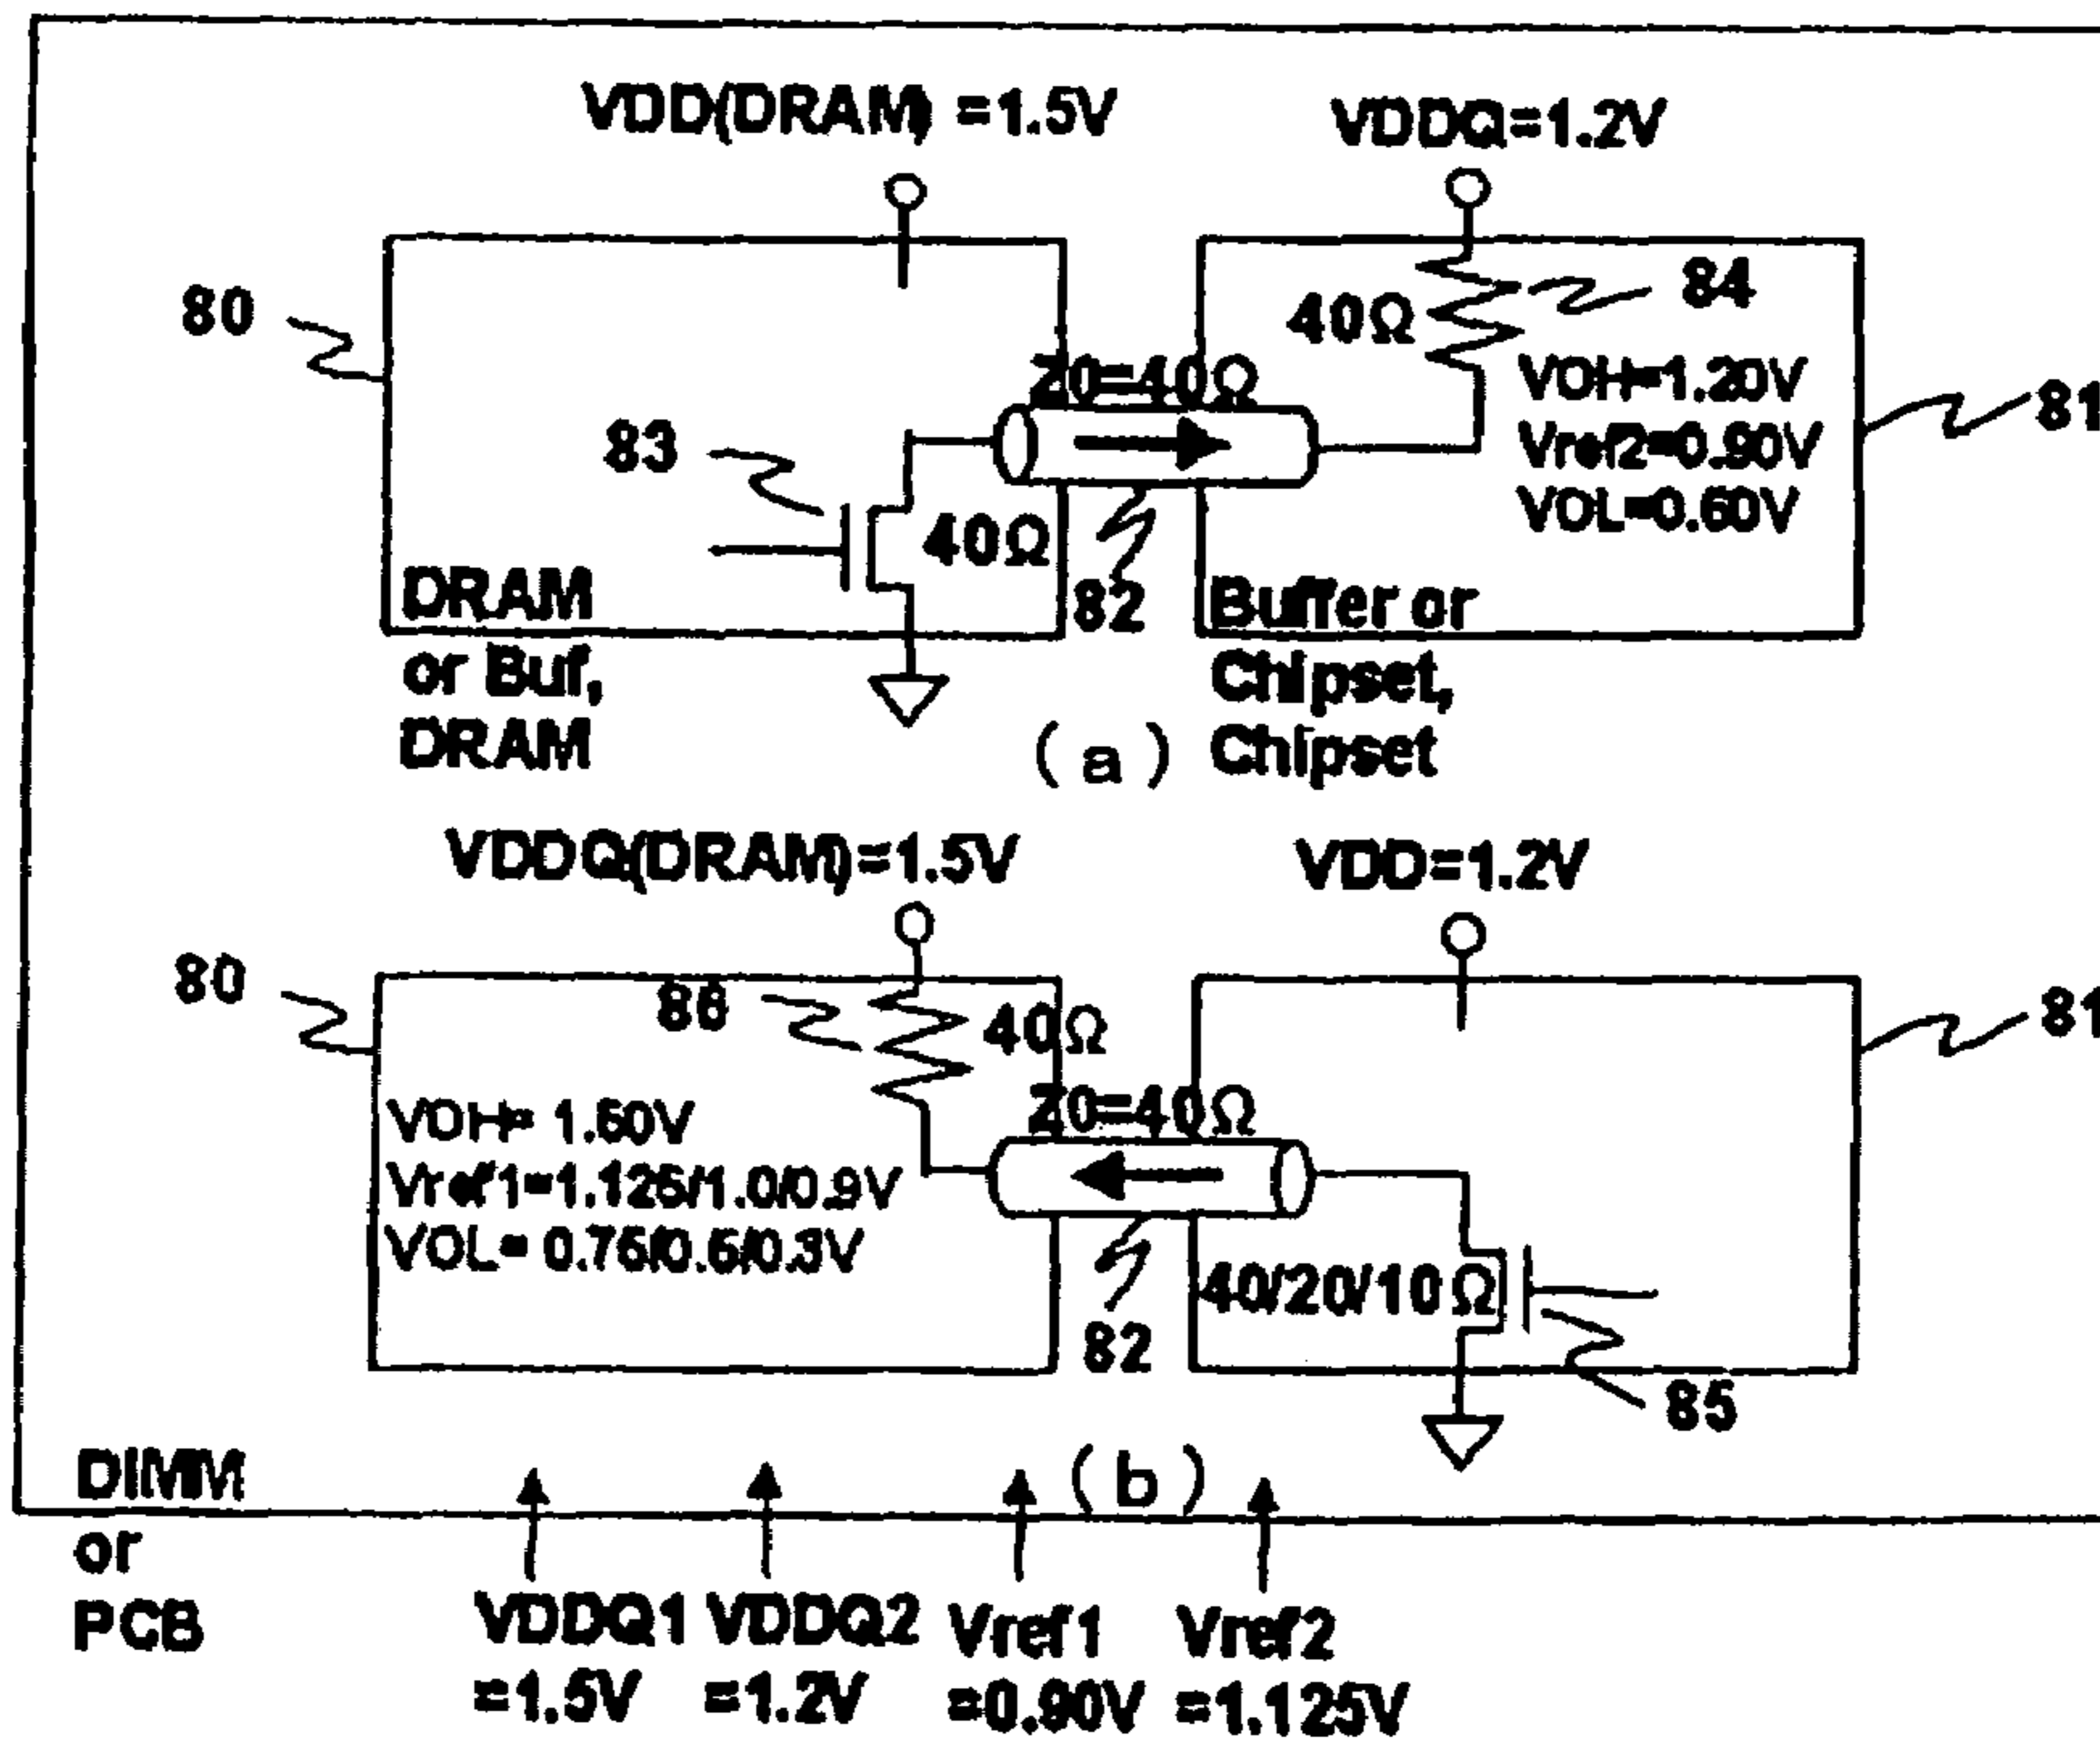 VDD(DRAM) =1.5V
VDDQ=1.2V
80
40Ω
84
Z0=40Ω
VOH=1.20V
81
83
Vref2=0.90V
VOL=0.60V
40Ω
DRAM
or Buf,
DRAM
82
Buffer or
Chipset,
Chipset
(a)
VDDQ(DRAM)=1.5V
VDD=1.2V
80
86
40Ω
81
Z0=40Ω
VOH= 1.50V
Vref1=1.125/1.0/0.9V
VOL= 0.75/0.5/0.3V
40/20/10Ω
82
85
(b)
DIMM
or
PCB
VDDQ1
=1.5V
VDDQ2
=1.2V
Vref1
=0.90V
Vref2
=1.125V